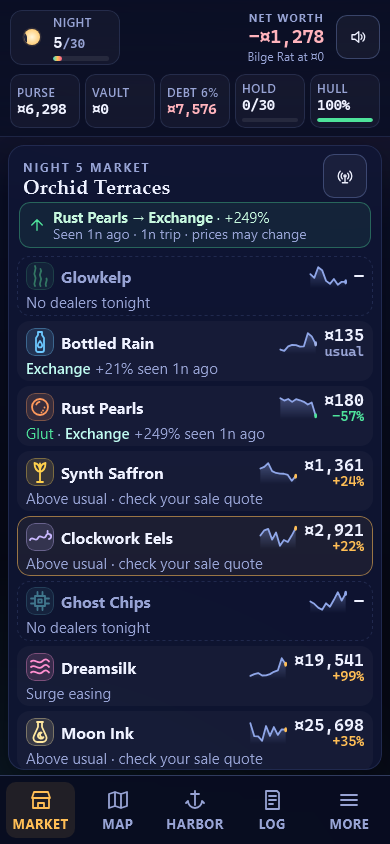 NIGHT
5/30
NET WORTH
−¤1,278
Bilge Rat at ¤0
PURSE
¤6,298
VAULT
¤0
DEBT 6%
¤7,576
HOLD
0/30
HULL
100%
NIGHT 5 MARKET
Orchid Terraces
Rust Pearls → Exchange · +249%
Seen 1n ago · 1n trip · prices may change
Glowkelp
–
No dealers tonight
Bottled Rain
¤135
usual
Exchange +21% seen 1n ago
Rust Pearls
¤180
−57%
Glut · Exchange +249% seen 1n ago
Synth Saffron
¤1,361
+24%
Above usual · check your sale quote
Clockwork Eels
¤2,921
+22%
Above usual · check your sale quote
Ghost Chips
–
No dealers tonight
Dreamsilk
¤19,541
+99%
Surge easing
Moon Ink
¤25,698
+35%
Above usual · check your sale quote
MARKET
MAP
HARBOR
LOG
MORE